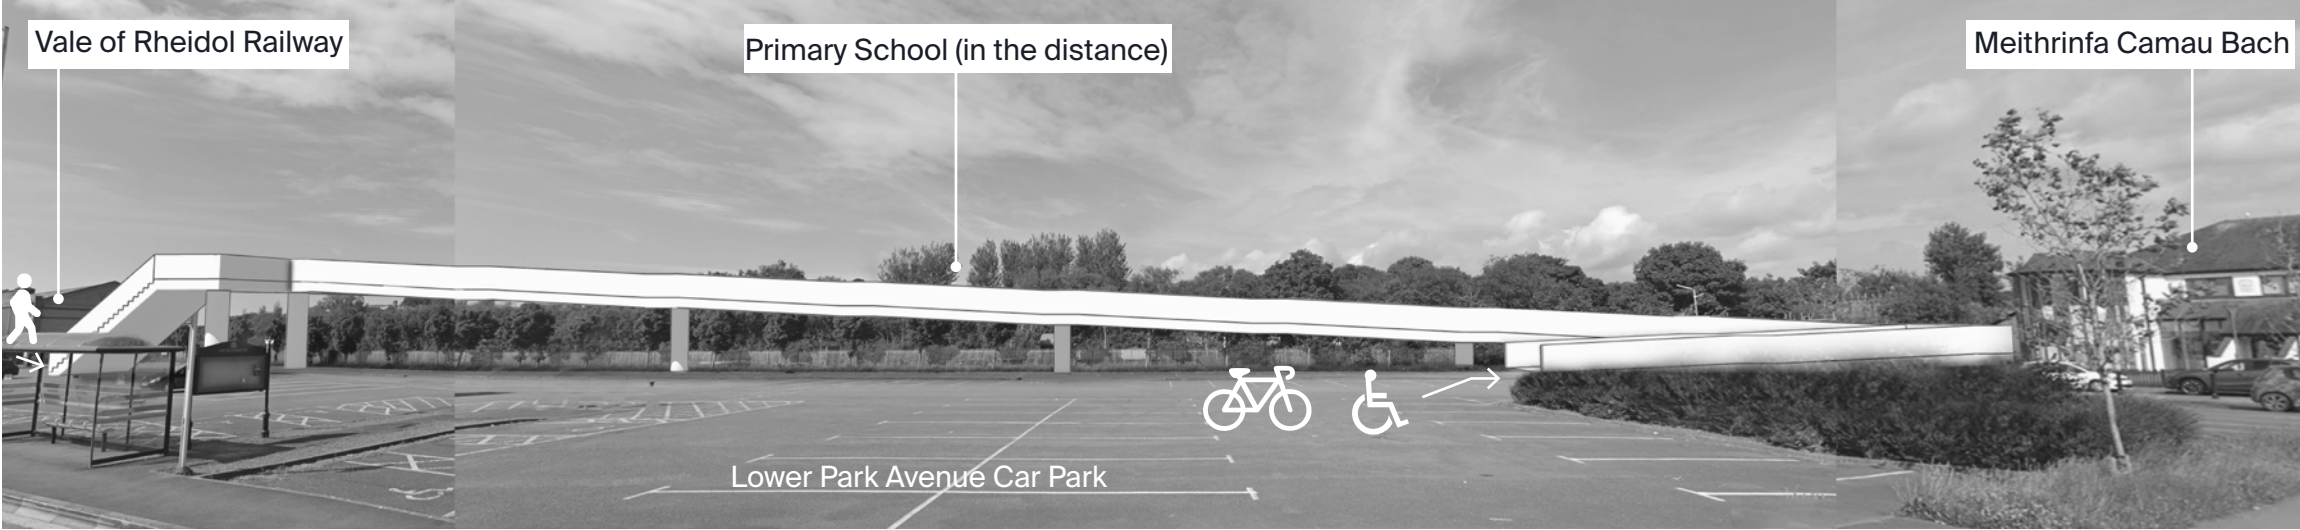 Vale of Rheidol Railway
Primary School (in the distance)
Meithrinfa Camau Bach
Lower Park Avenue Car Park